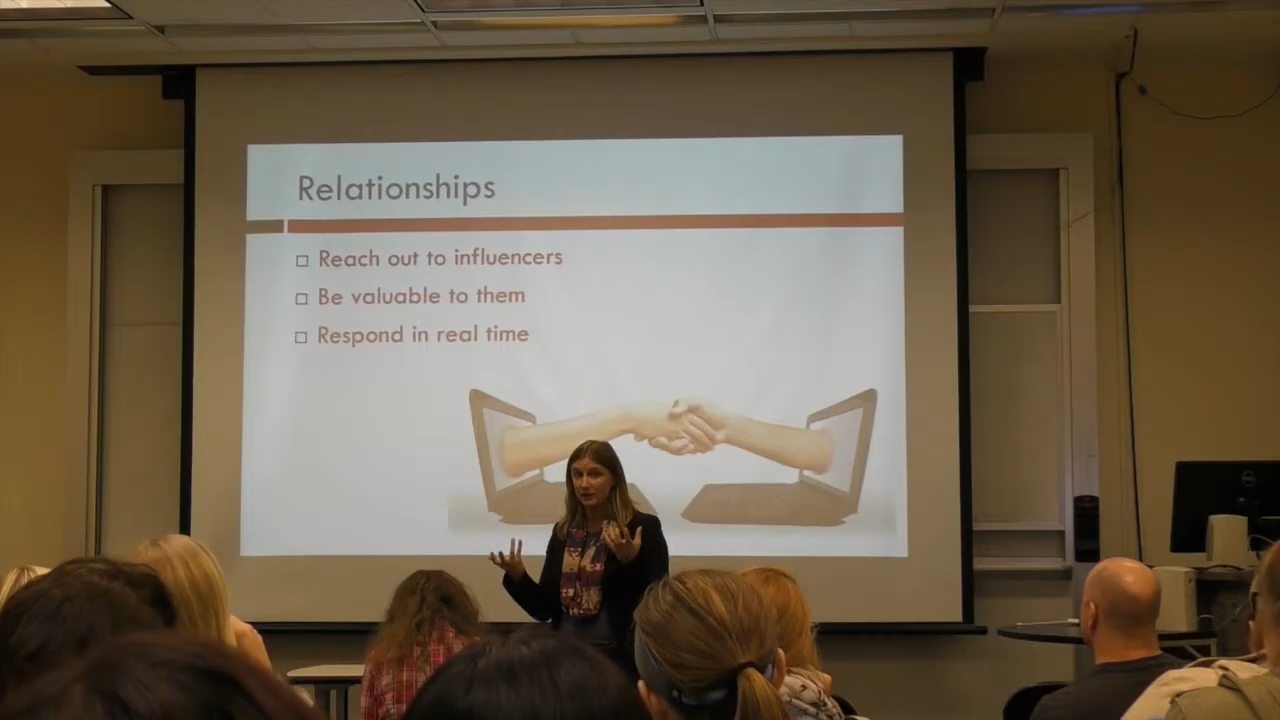 Relationships
Reach out to influencers
Be valuable to them
Respond in real time